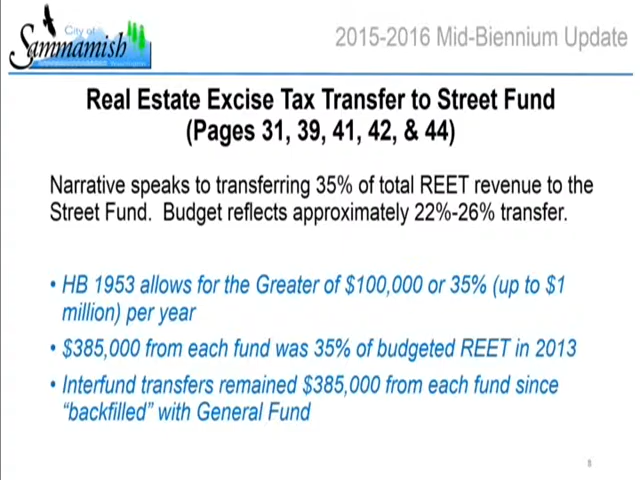 City of
Sammamish
2015-2016 Mid-Biennium Update
Real Estate Excise Tax Transfer to Street Fund
(Pages 31, 39, 41, 42, & 44)
Narrative speaks to transferring 35% of total REET revenue to the
Street Fund. Budget reflects approximately 22%-26% transfer.
• HB 1953 allows for the Greater of $100,000 or 35% (up to $1
million) per year
• $385,000 from each fund was 35% of budgeted REET in 2013
• Interfund transfers remained $385,000 from each fund since
"backfilled" with General Fund
8